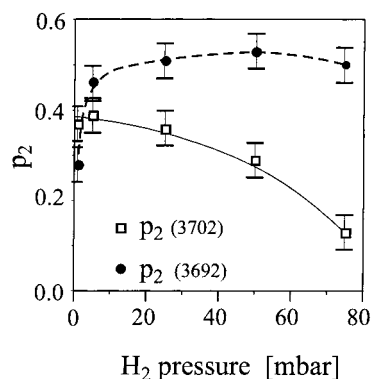 0.6
0.4
0.2
0.0
p₂
p₂ (3702)
p₂ (3692)
0 20 40 60 80
H₂ pressure [mbar]